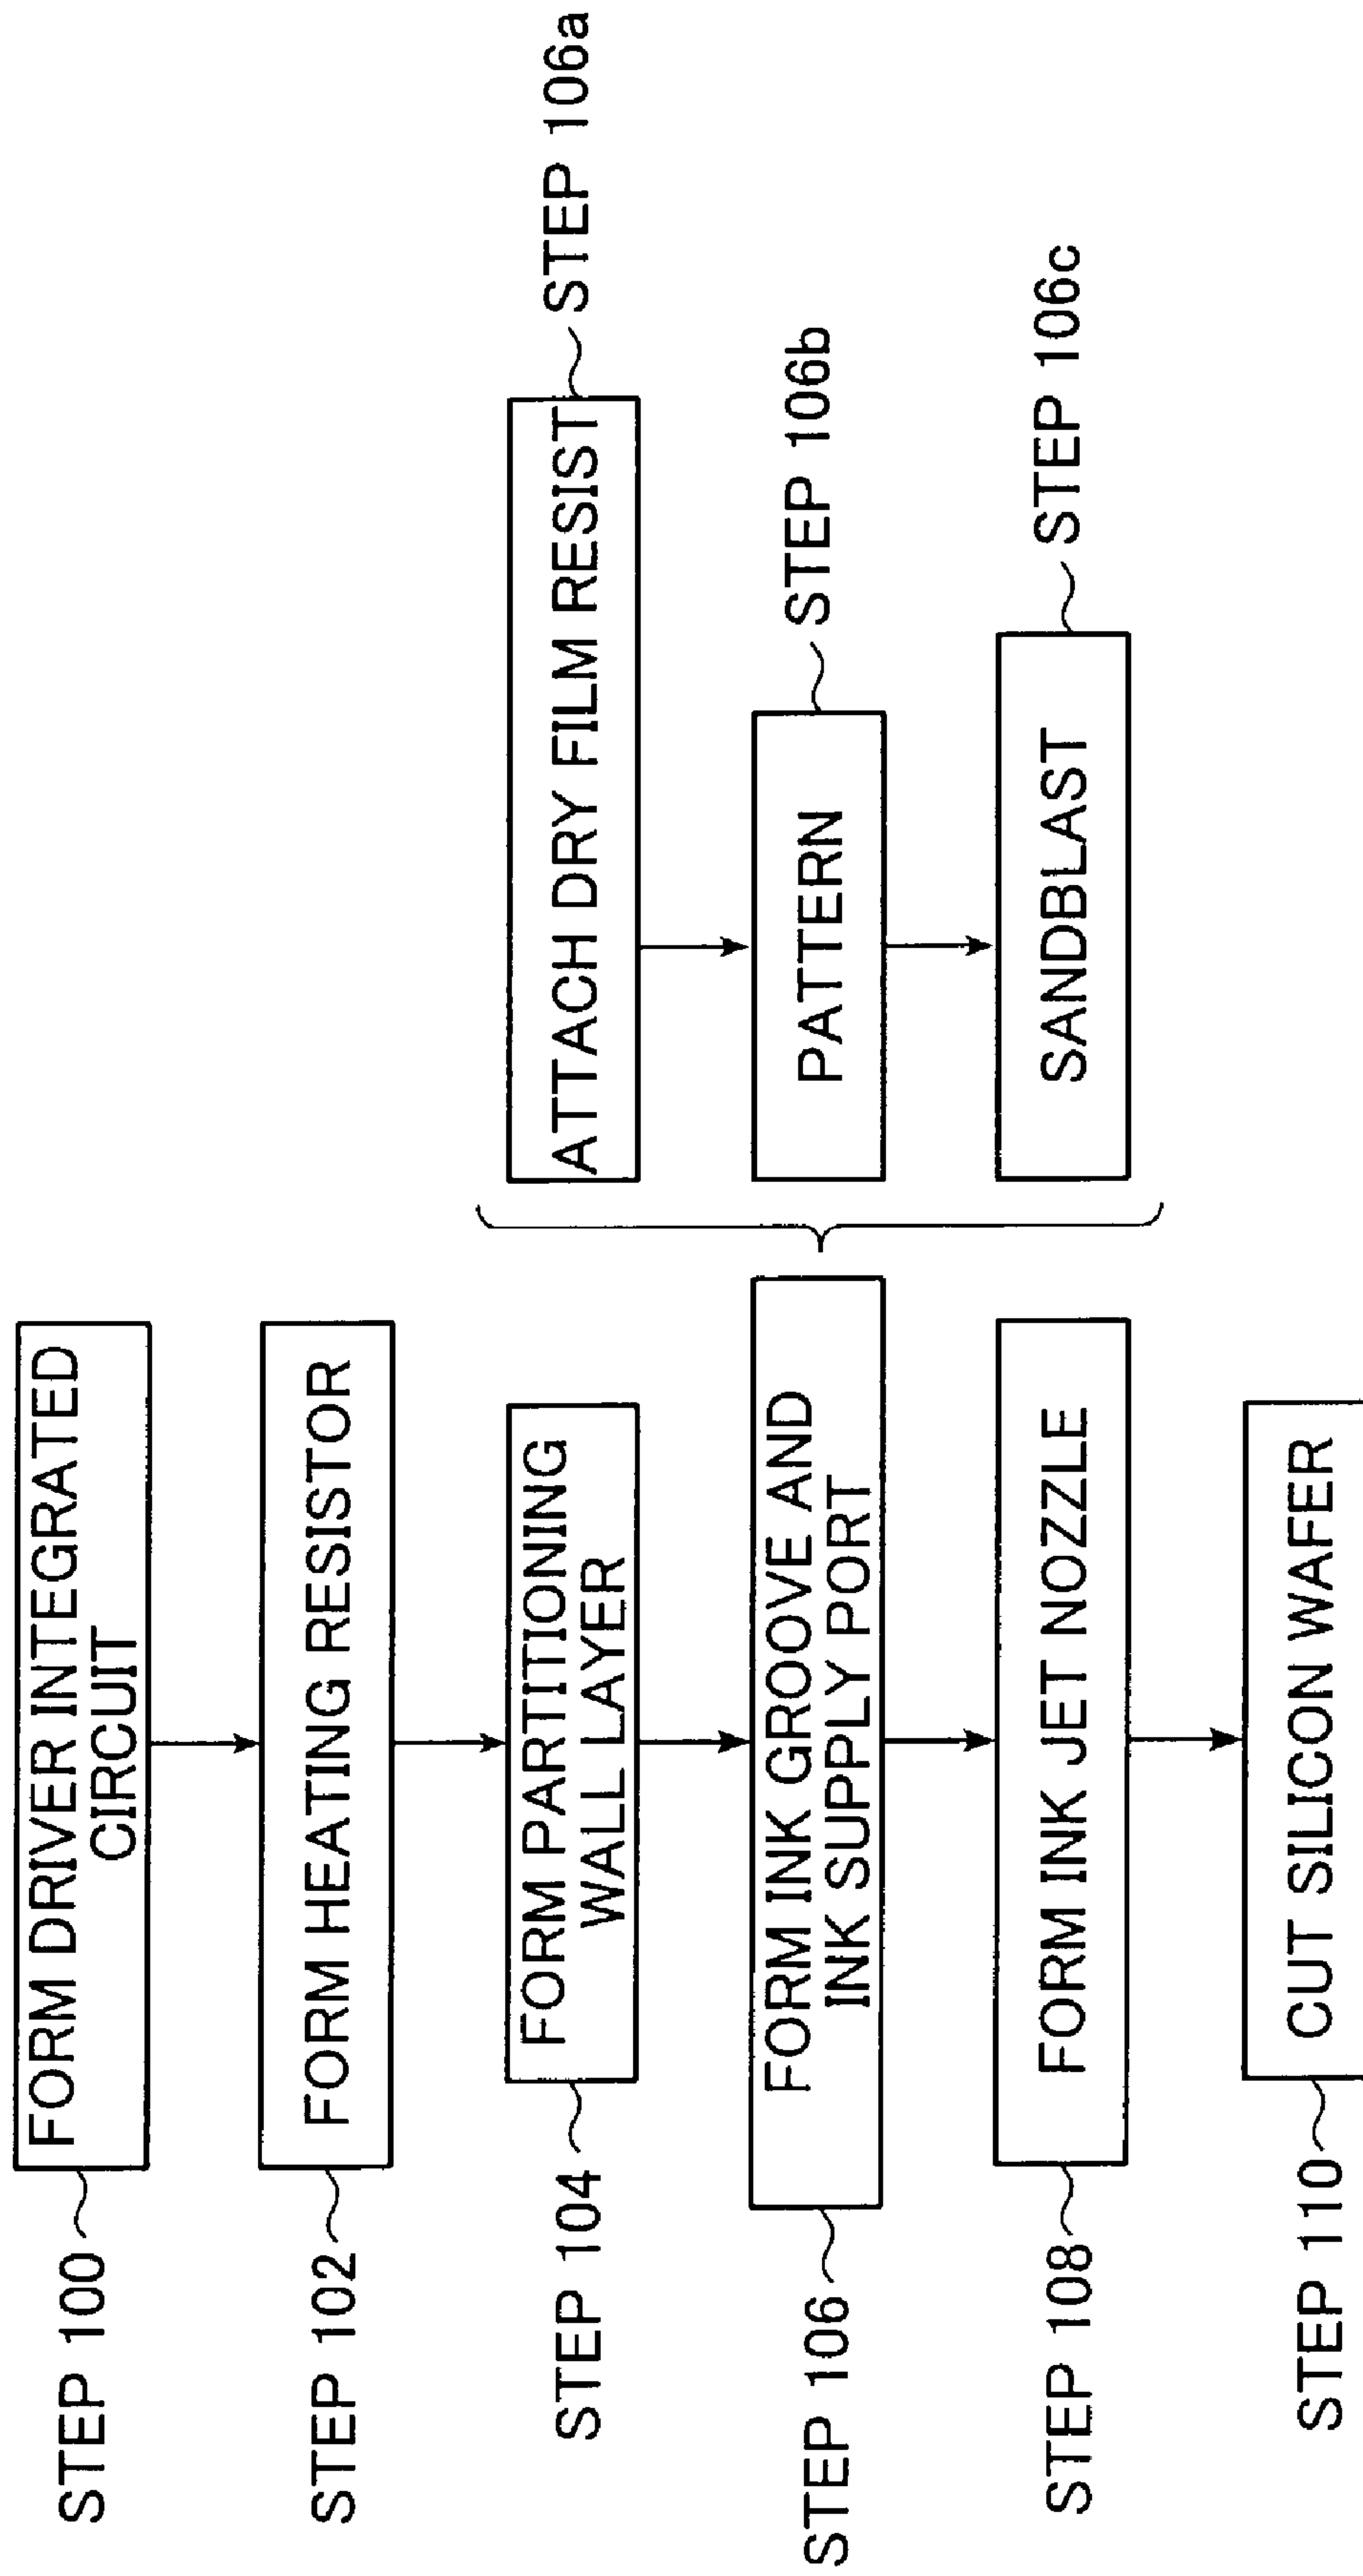 STEP 100
FORM DRIVER INTEGRATED
CIRCUIT
STEP 102
FORM HEATING RESISTOR
STEP 104
FORM PARTITIONING
WALL LAYER
STEP 106
FORM INK GROOVE AND
INK SUPPLY PORT
ATTACH DRY FILM RESIST
STEP 106a
PATTERN
STEP 106b
SANDBLAST
STEP 106c
STEP 108
FORM INK JET NOZZLE
STEP 110
CUT SILICON WAFER